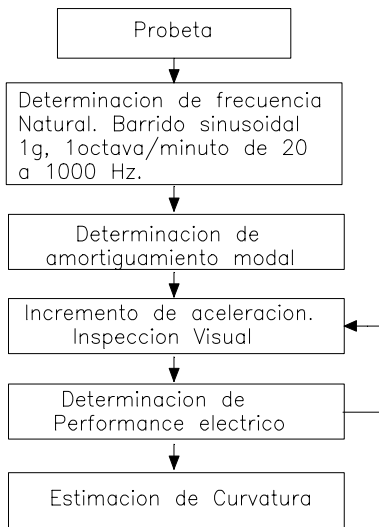 Probeta
Determinacion de frecuencia
Natural. Barrido sinusoidal
1g, 1octava/minuto de 20
a 1000 Hz.
Determinacion de
amortiguamiento modal
Incremento de aceleracion.
Inspeccion Visual
Determinacion de
Performance electrico
Estimacion de Curvatura